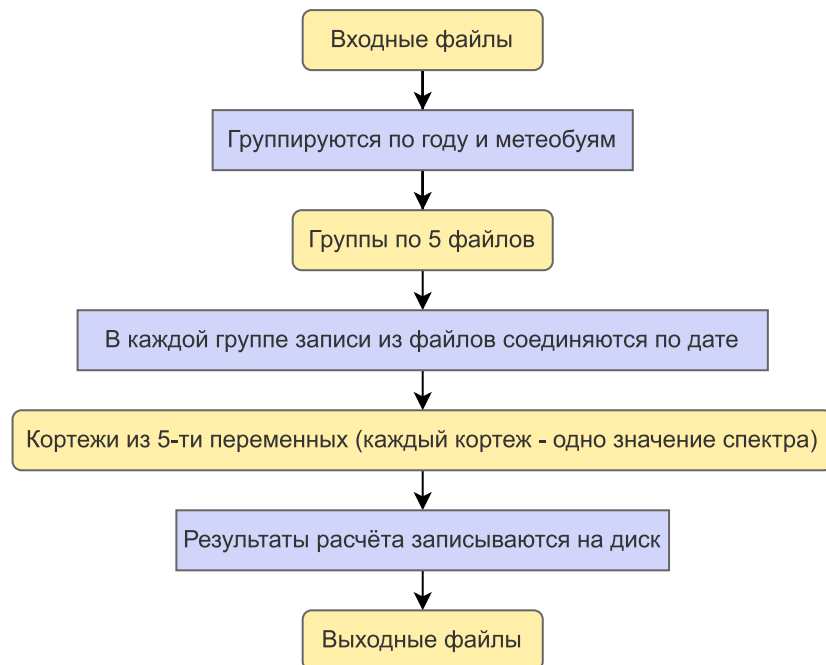 Входные файлы
Группируются по году и метеобуям
Группы по 5 файлов
В каждой группе записи из файлов соединяются по дате
Кортежи из 5-ти переменных (каждый кортеж - одно значение спектра)
Результаты расчёта записываются на диск
Выходные файлы